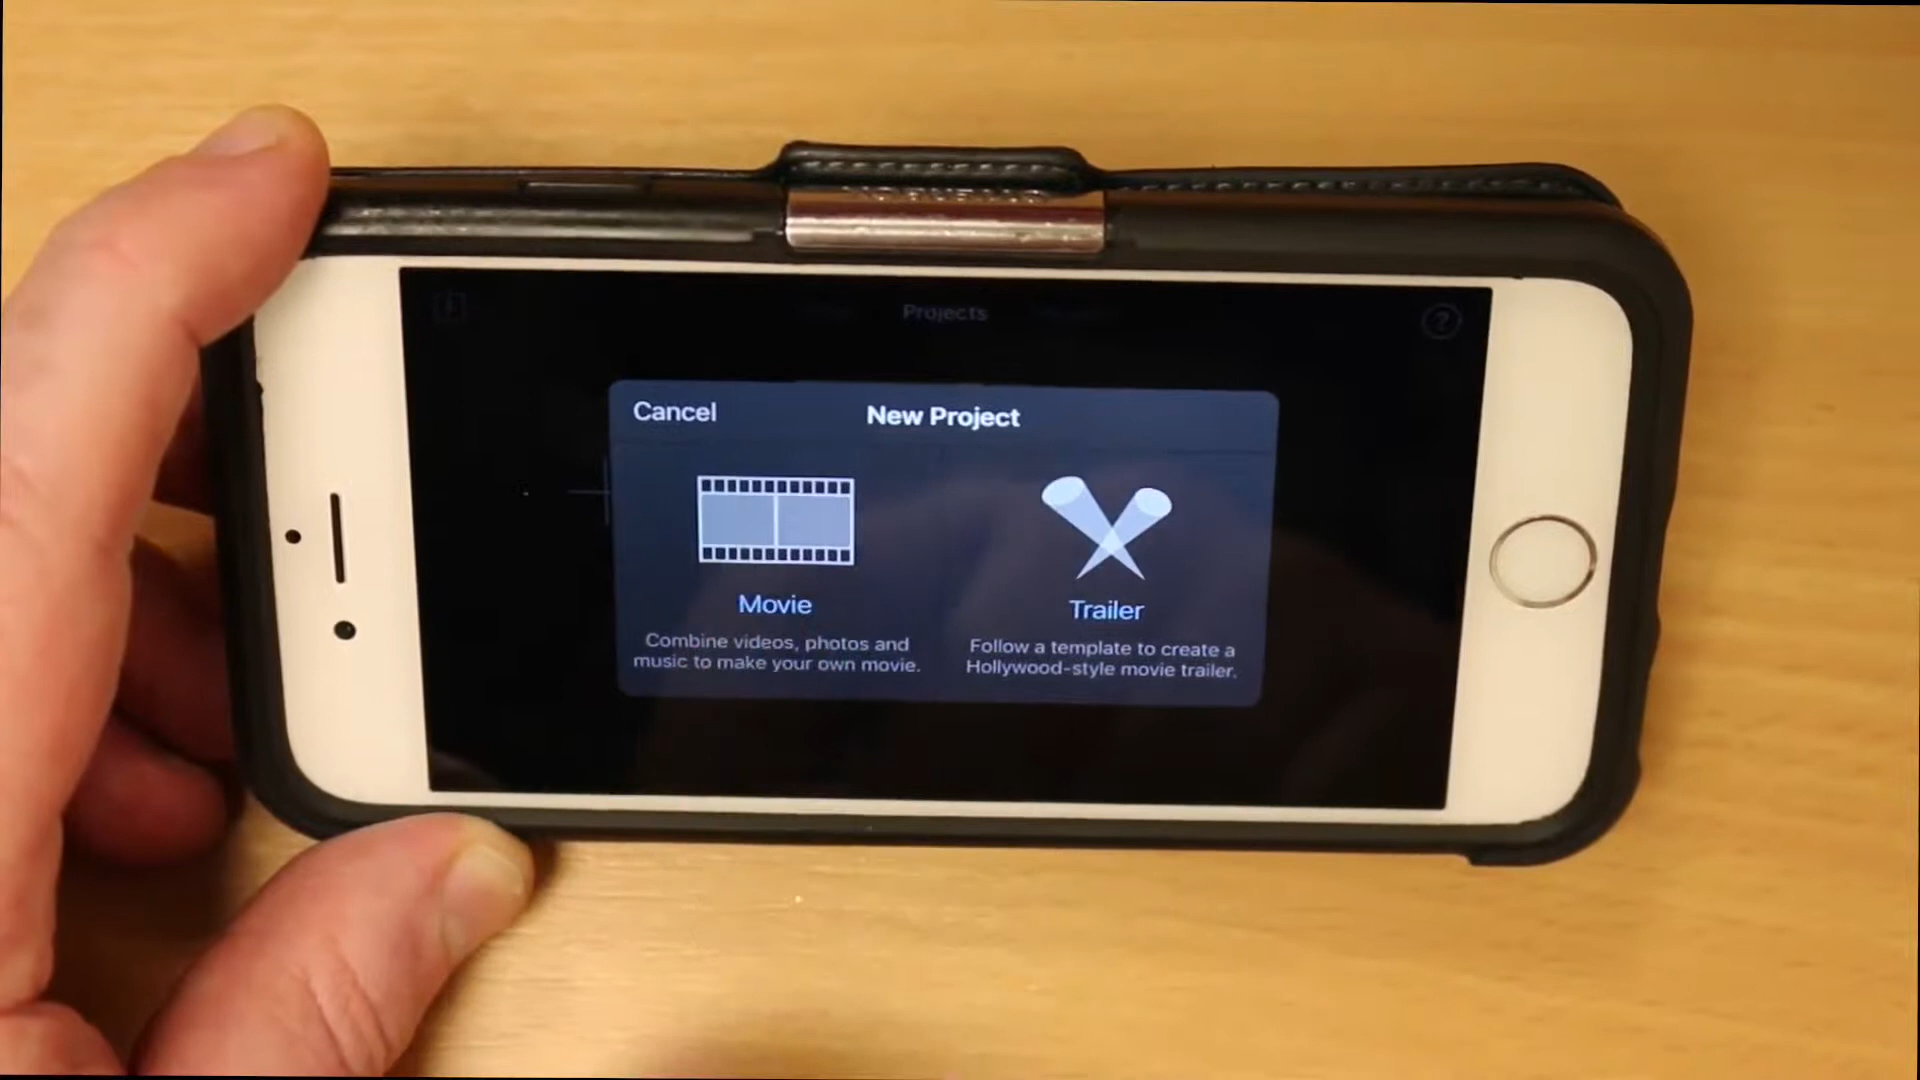 Projects
?
Cancel
New Project
Movie
Combine videos, photos and
music to make your own movie.
Trailer
Follow a template to create a
Hollywood-style movie trailer.